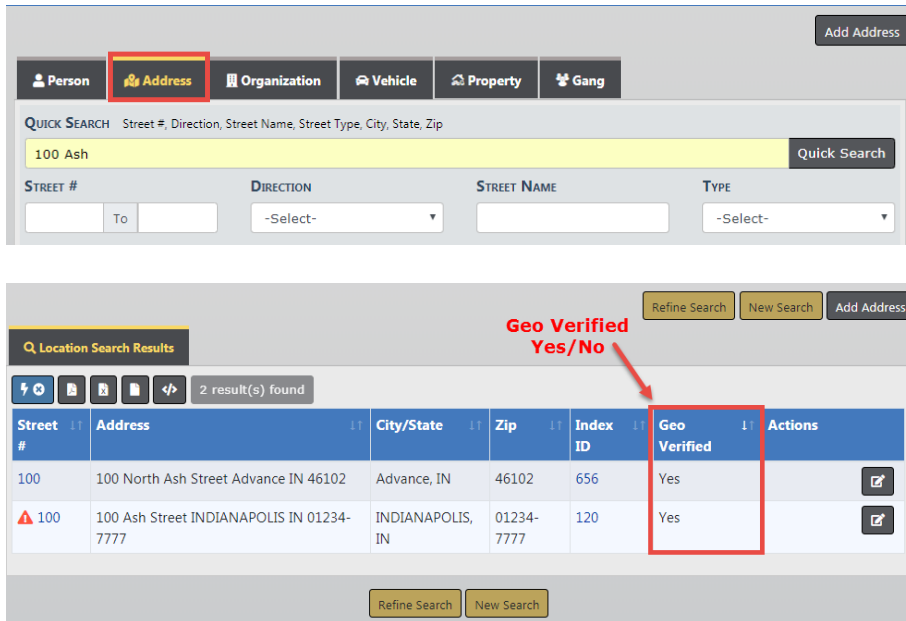 Add Address
Person Address Organization Vehicle Property Gang
QUICK SEARCH Street #, Direction, Street Name, Street Type, City, State, Zip
100 Ash Quick Search
STREET # DIRECTION STREET NAME TYPE
To -Select- -Select-
Refine Search New Search Add Address
Geo Verified
Yes/No
Location Search Results
2 result(s) found
Street # Address City/State Zip Index ID Geo Verified Actions
100 100 North Ash Street Advance IN 46102 Advance, IN 46102 656 Yes
100 100 Ash Street INDIANAPOLIS IN 01234-7777 INDIANAPOLIS, IN 01234-7777 120 Yes
Refine Search New Search